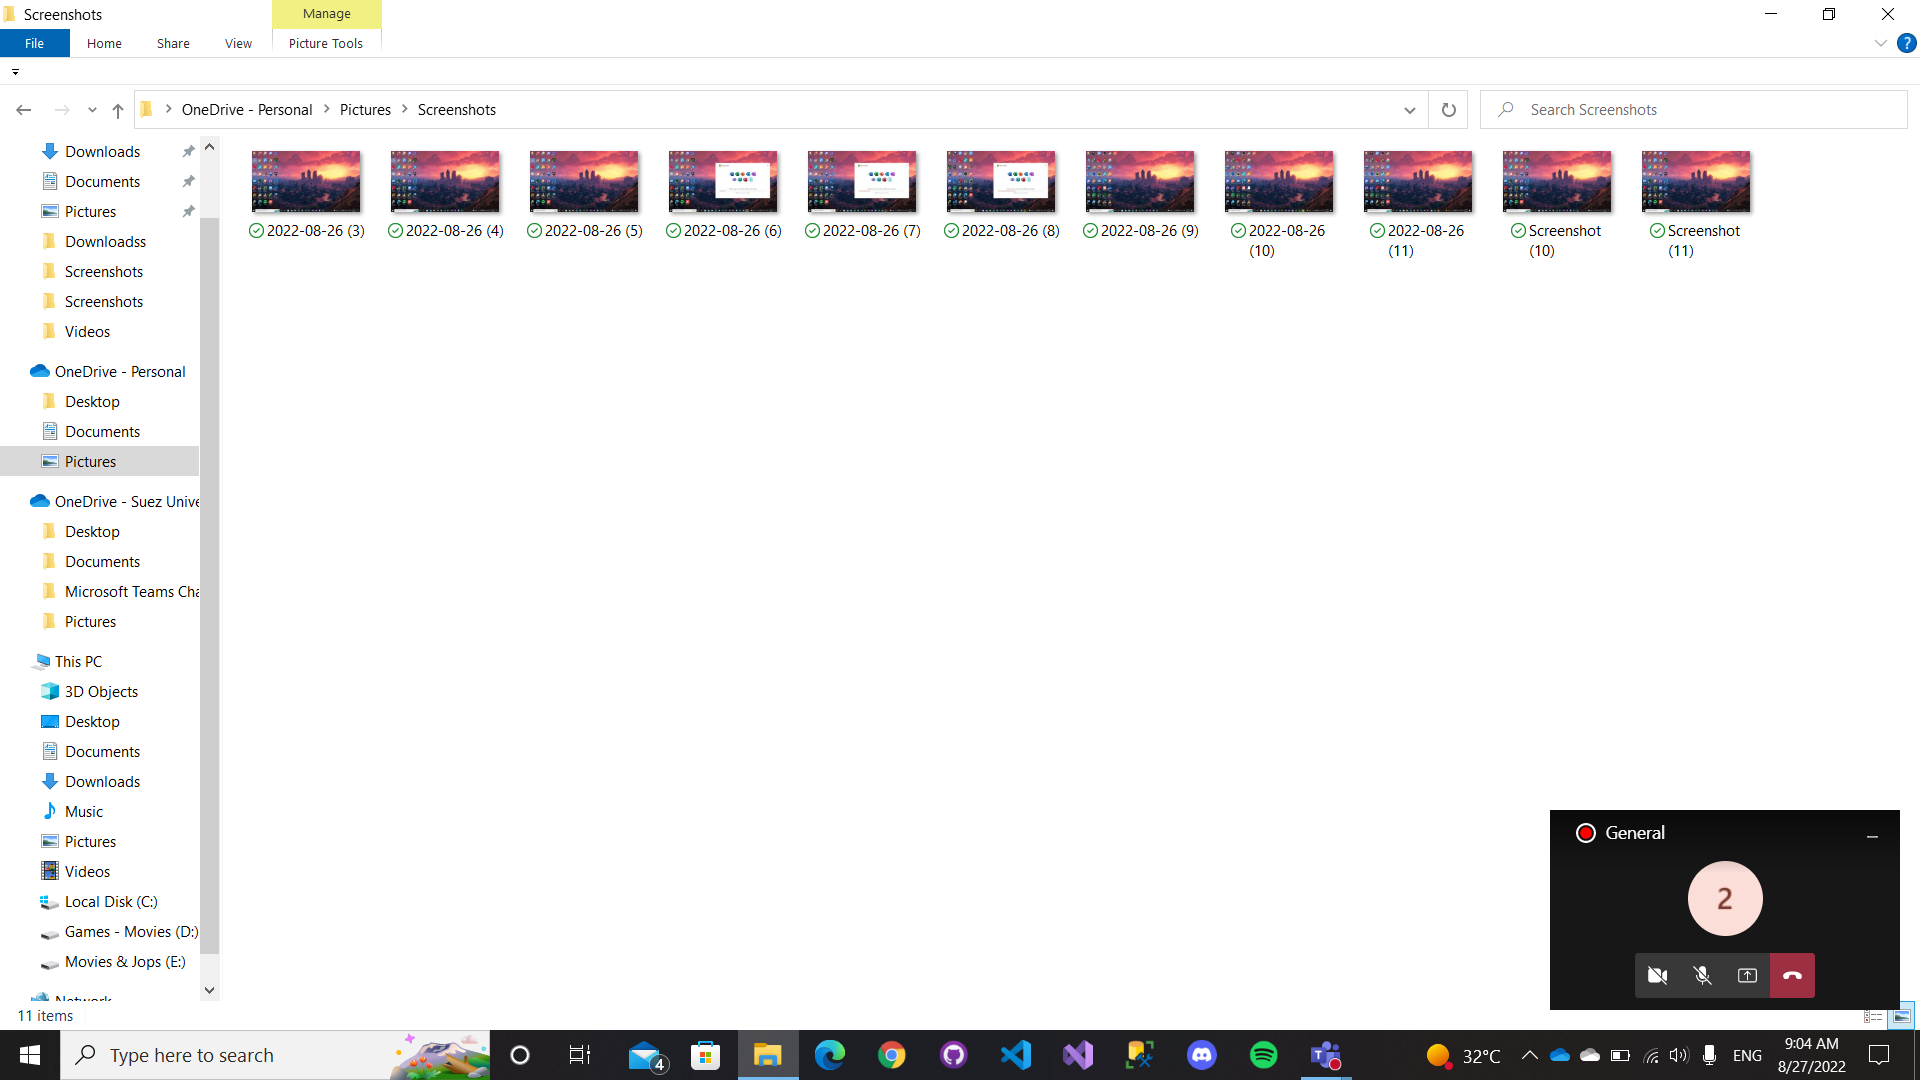 Screenshots
Manage
File
Home
Share
View
Picture Tools
?
OneDrive - Personal
Pictures
Screenshots
Search Screenshots
Downloads
Documents
Pictures
Downloadss
Screenshots
Screenshots
Videos
OneDrive - Personal
Desktop
Documents
Pictures
OneDrive - Suez Unive
Desktop
Documents
Microsoft Teams Cha
Pictures
This PC
3D Objects
Desktop
Documents
Downloads
Music
Pictures
Videos
Local Disk (C:)
Games - Movies (D:)
Movies & Jops (E:)
Network
2022-08-26 (3)
2022-08-26 (4)
2022-08-26 (5)
2022-08-26 (6)
2022-08-26 (7)
2022-08-26 (8)
2022-08-26 (9)
2022-08-26
(10)
2022-08-26
(11)
Screenshot
(10)
Screenshot
(11)
General
2
11 items
Type here to search
4
32°C
ENG
9:04 AM
8/27/2022